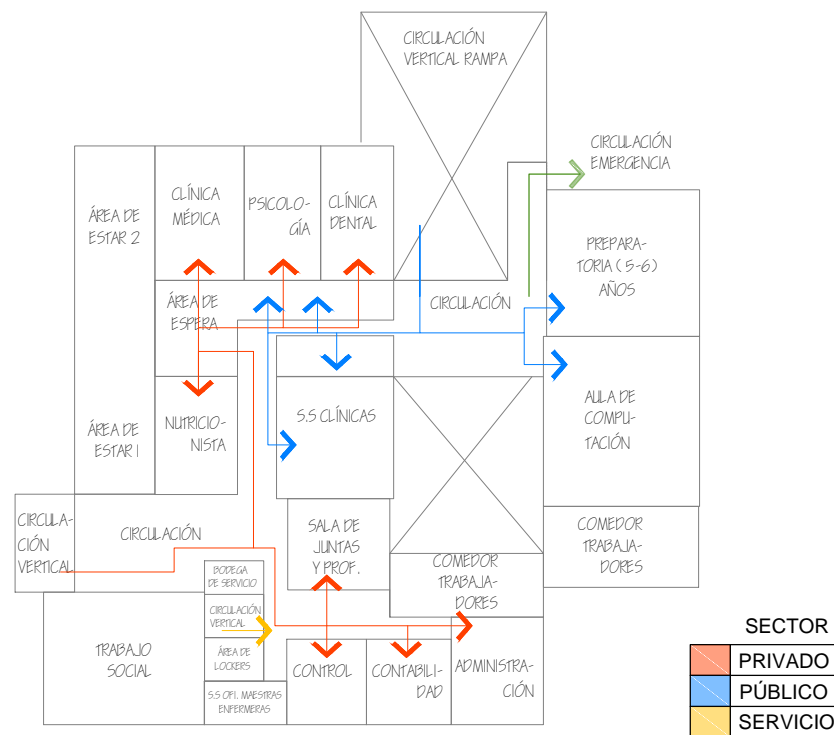 CIRCULACIÓN
VERTICAL RAMPA
CIRCULACIÓN
EMERGENCIA
CLÍNICA
MÉDICA
PSICOLO-
GÍA
CLÍNICA
DENTAL
ÁREA DE
ESTAR 2
PREPARA-
TORIA ( 5-6)
AÑOS
ÁREA DE
ESPERA
CIRCULACIÓN
ÁREA DE
ESTAR 1
NUTRICIO-
NISTA
S.S CLÍNICAS
AULA DE
COMPU-
TACIÓN
CIRCULA-
CIÓN
VERTICAL
CIRCULACIÓN
SALA DE
JUNTAS
Y PROF.
COMEDOR
TRABAJA-
DORES
COMEDOR
TRABAJA-
DORES
BODEGA
DE SERVICIO
CIRCULACIÓN
VERTICAL
ÁREA DE
LOCKERS
S.S OFI. MAESTRAS
ENFERMERAS
TRABAJO
SOCIAL
CONTROL
CONTABILI-
DAD
ADMINISTRA-
CIÓN
SECTOR
PRIVADO
PÚBLICO
SERVICIO